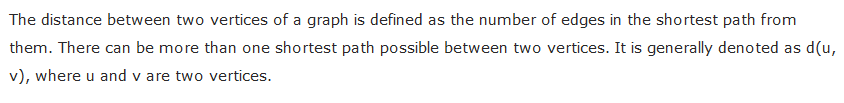 The distance between two vertices of a graph is defined as the number of edges in the shortest path from
them. There can be more than one shortest path possible between two vertices. It is generally denoted as d(u,
v), where u and v are two vertices.